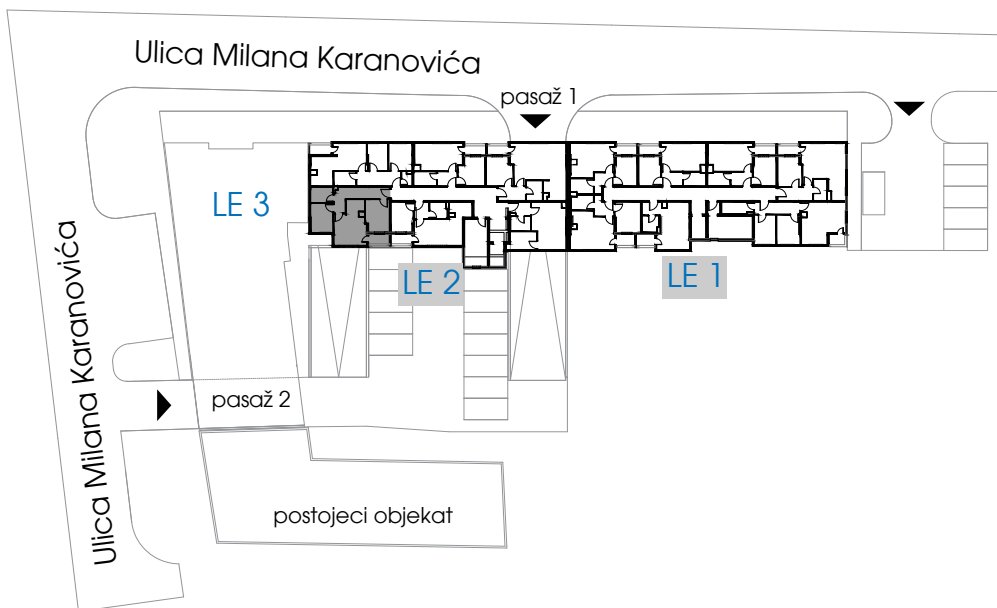 Ulica Milana Karanovića
pasaž 1
LE 3
LE 2
LE 1
Ulica Milana Karanovića
pasaž 2
postojeci objekat